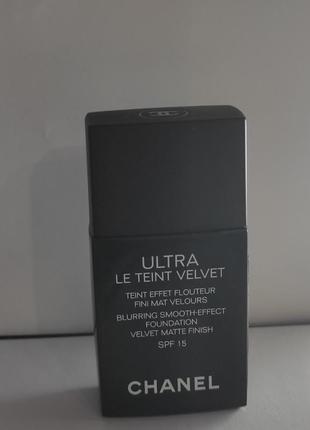 ULTRA
LE TEINT VELVET
TEINT EFFET FLOUTEUR
FINI MAT VELOURS
BLURRING SMOOTH-EFFECT
FOUNDATION
VELVET MATTE FINISH
SPF 15
CHANEL